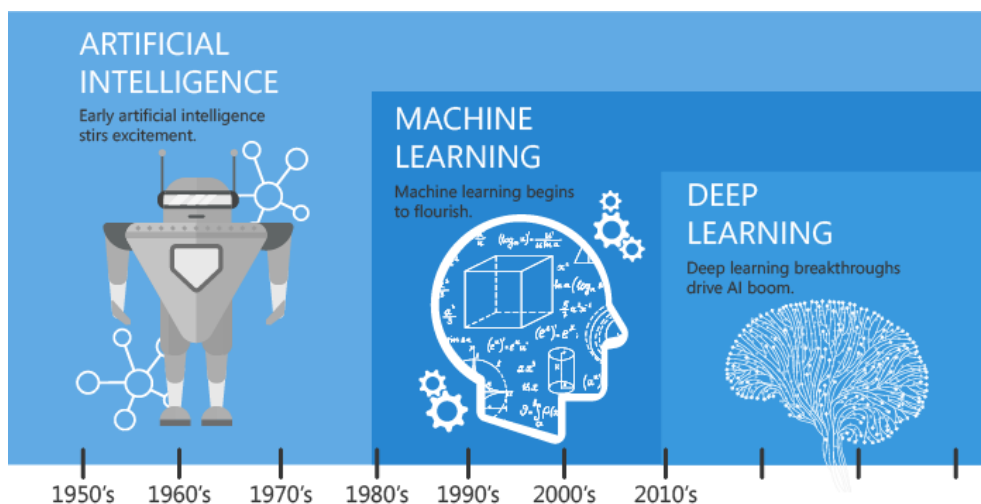 ARTIFICIAL
INTELLIGENCE
Early artificial intelligence
stirs excitement.
MACHINE
LEARNING
Machine learning begins
to flourish.
DEEP
LEARNING
Deep learning breakthroughs
drive AI boom.
1950's 1960's 1970's 1980's 1990's 2000's 2010's